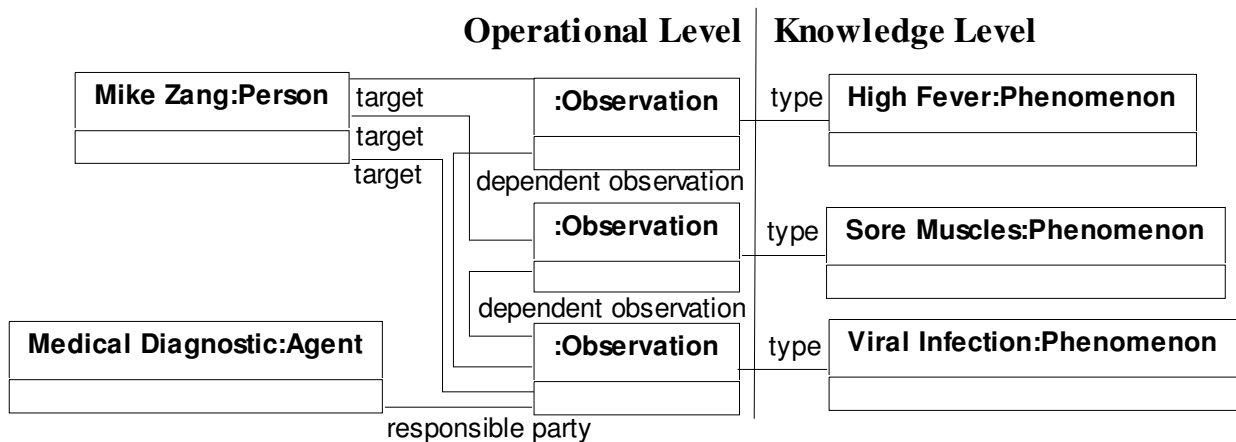 Operational Level
Knowledge Level
Mike Zang:Person
target
target
target
:Observation
type
High Fever:Phenomenon
dependent observation
:Observation
type
Sore Muscles:Phenomenon
dependent observation
Medical Diagnostic:Agent
:Observation
type
Viral Infection:Phenomenon
responsible party